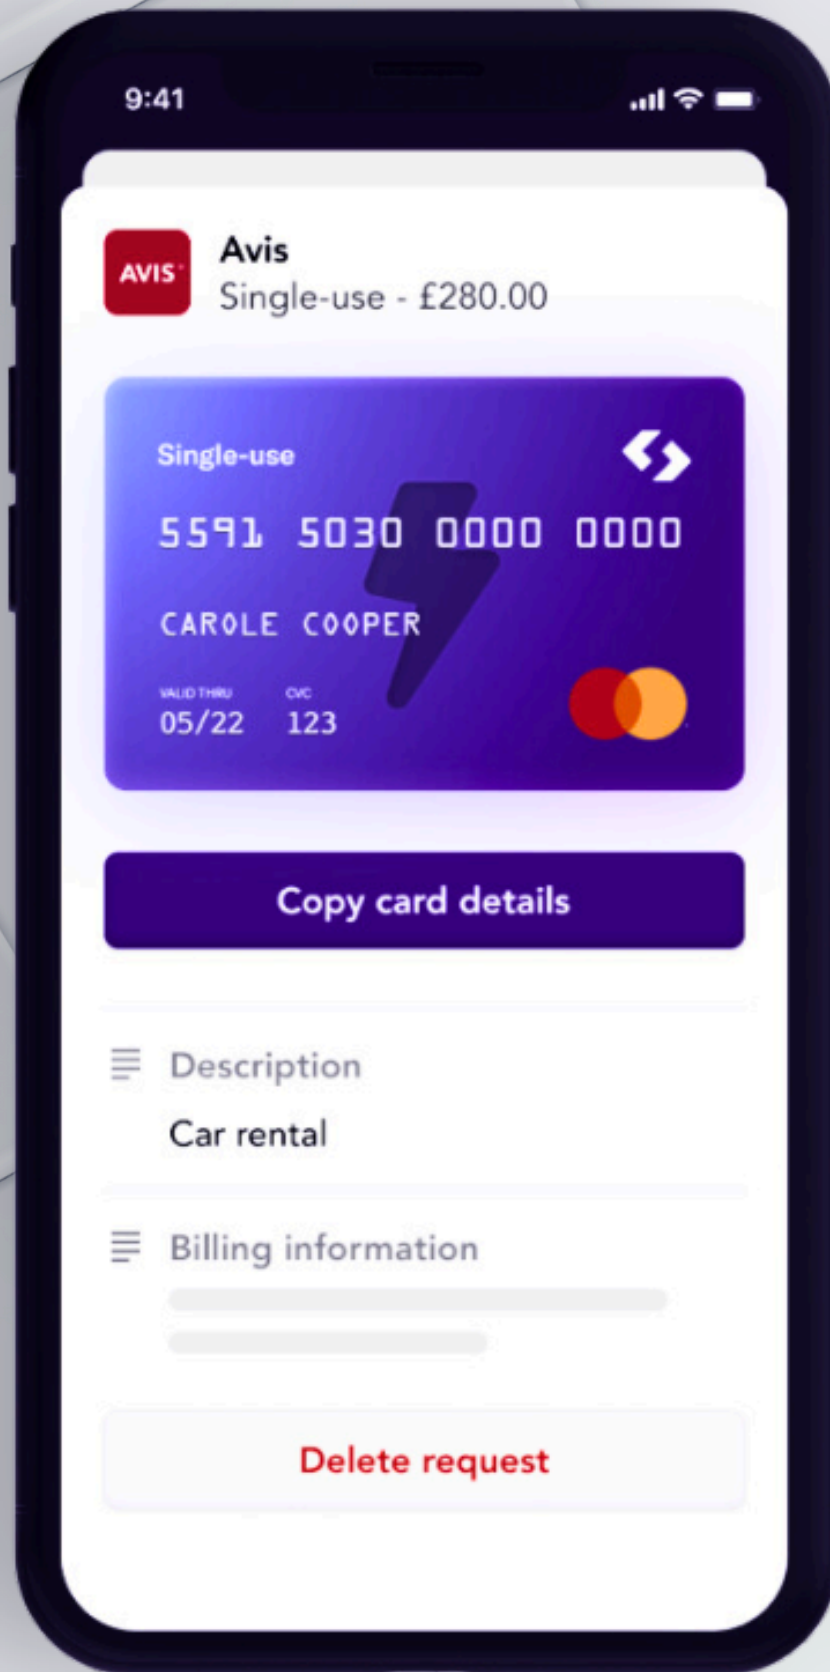 9:41
AVIS
Avis
Single-use - £280.00
Single-use
5591 5030 0000 0000
CAROLE COOPER
VALID THRU CVC
05/22 123
Copy card details
Description
Car rental
Billing information
Delete request